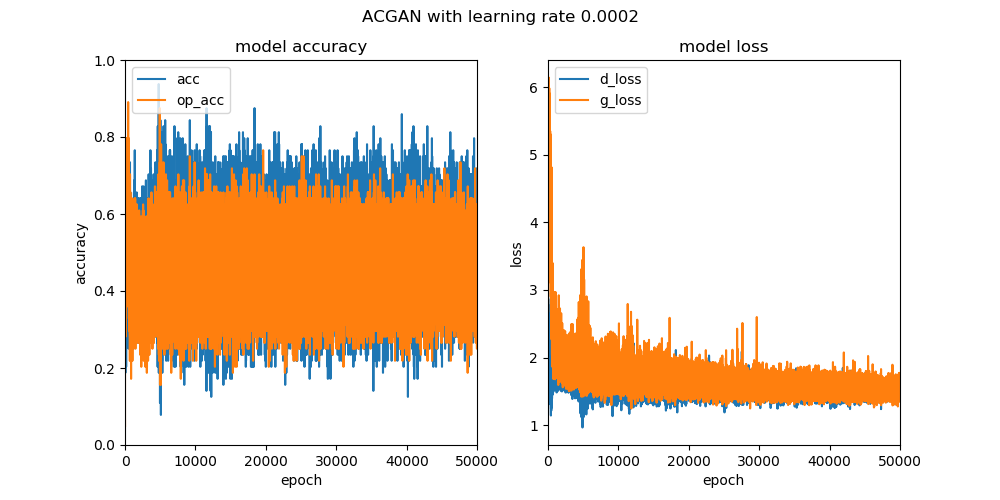 ACGAN with learning rate 0.0002
model accuracy
acc
op_acc
accuracy
1.0
0.8
0.6
0.4
0.2
0.0
0
10000
20000
30000
40000
50000
epoch
model loss
d_loss
g_loss
loss
6
5
4
3
2
1
0
10000
20000
30000
40000
50000
epoch